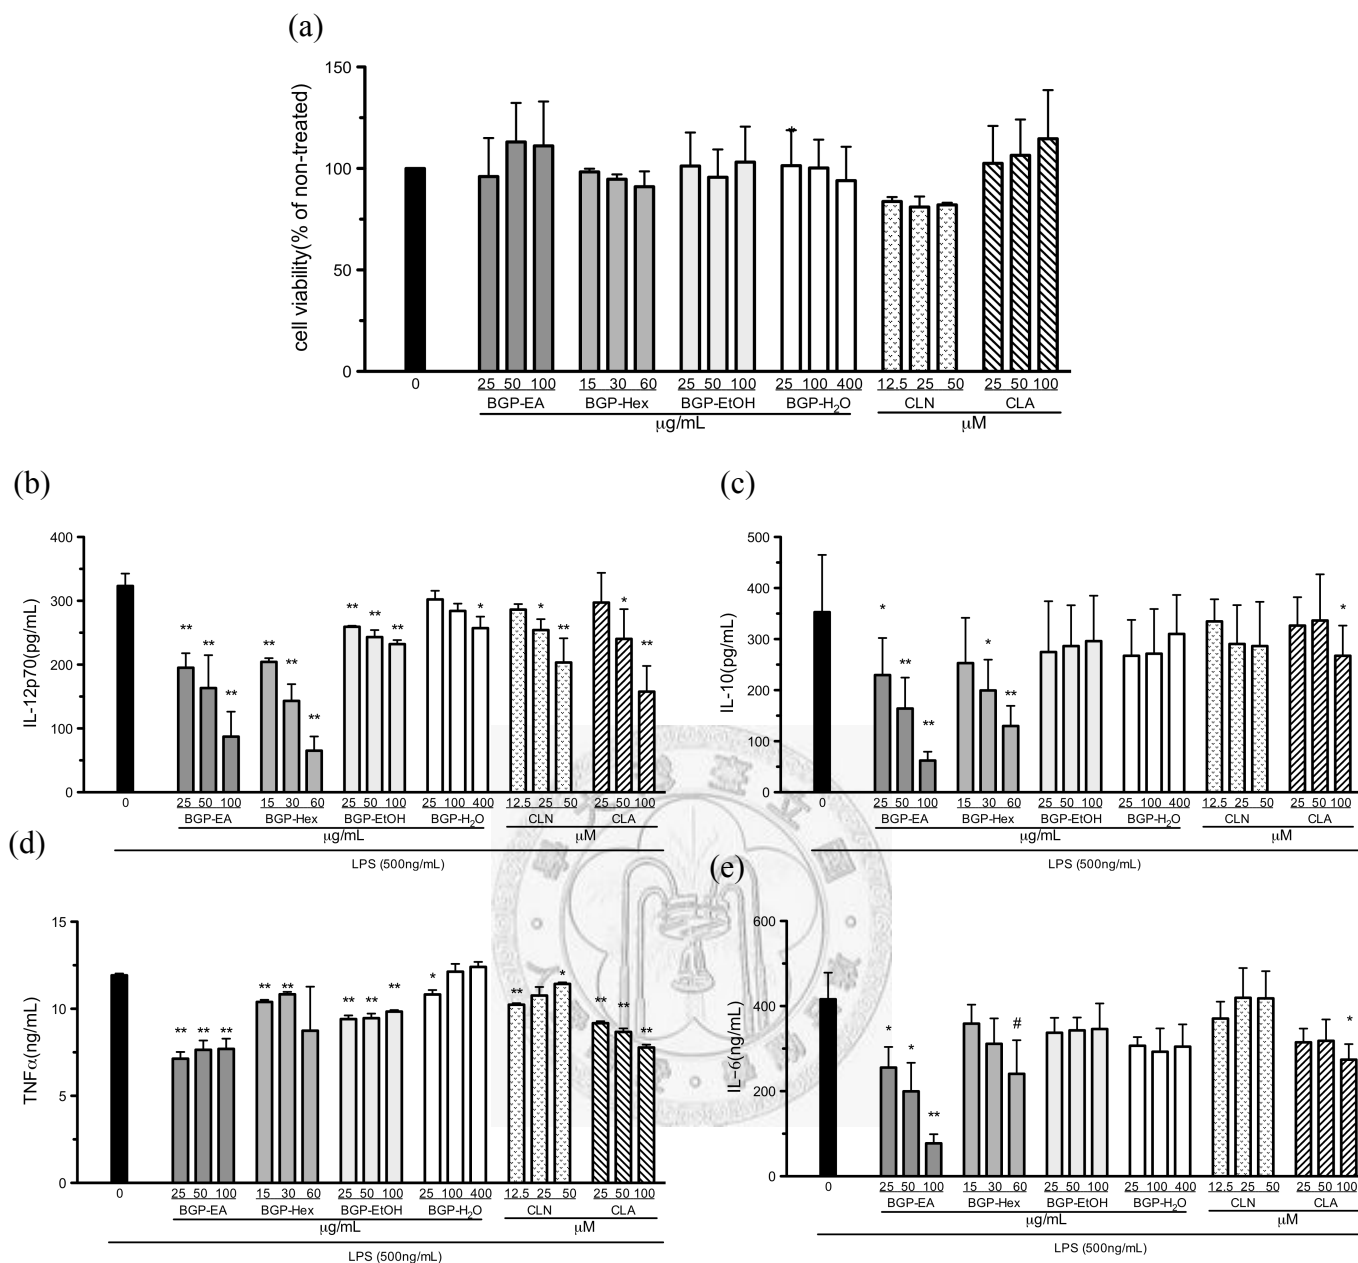 (a)
150
100
50
0
cell viability(% of non-treated)
*
0 25 50 100 15 30 60 25 50 100 25 100 400 12.5 25 50 25 50 100
BGP-EA BGP-Hex BGP-EtOH BGP-H2O CLN CLA
μg/mL μM
(b)
400
300
200
100
0
IL-12p70(pg/mL)
** ** ** ** ** ** ** ** ** * * ** * **
0 25 50 100 15 30 60 25 50 100 25 100 400 12.5 25 50 25 50 100
BGP-EA BGP-Hex BGP-EtOH BGP-H2O CLN CLA
μg/mL μM
LPS (500ng/mL)
(c)
500
400
300
200
100
0
IL-10(pg/mL)
* ** ** * ** *
0 25 50 100 15 30 60 25 50 100 25 100 400 12.5 25 50 25 50 100
BGP-EA BGP-Hex BGP-EtOH BGP-H2O CLN CLA
μg/mL μM
LPS (500ng/mL)
(d)
15
10
5
0
TNFα(ng/mL)
** ** ** ** ** ** ** ** * ** * ** ** **
0 25 50 100 15 30 60 25 50 100 25 100 400 12.5 25 50 25 50 100
BGP-EA BGP-Hex BGP-EtOH BGP-H2O CLN CLA
μg/mL μM
LPS (500ng/mL)
(e)
600
400
200
0
IL-6(ng/mL)
* * ** # *
0 25 50 100 15 30 60 25 50 100 25 100 400 12.5 25 50 25 50 100
BGP-EA BGP-Hex BGP-EtOH BGP-H2O CLN CLA
μg/mL μM
LPS (500ng/mL)